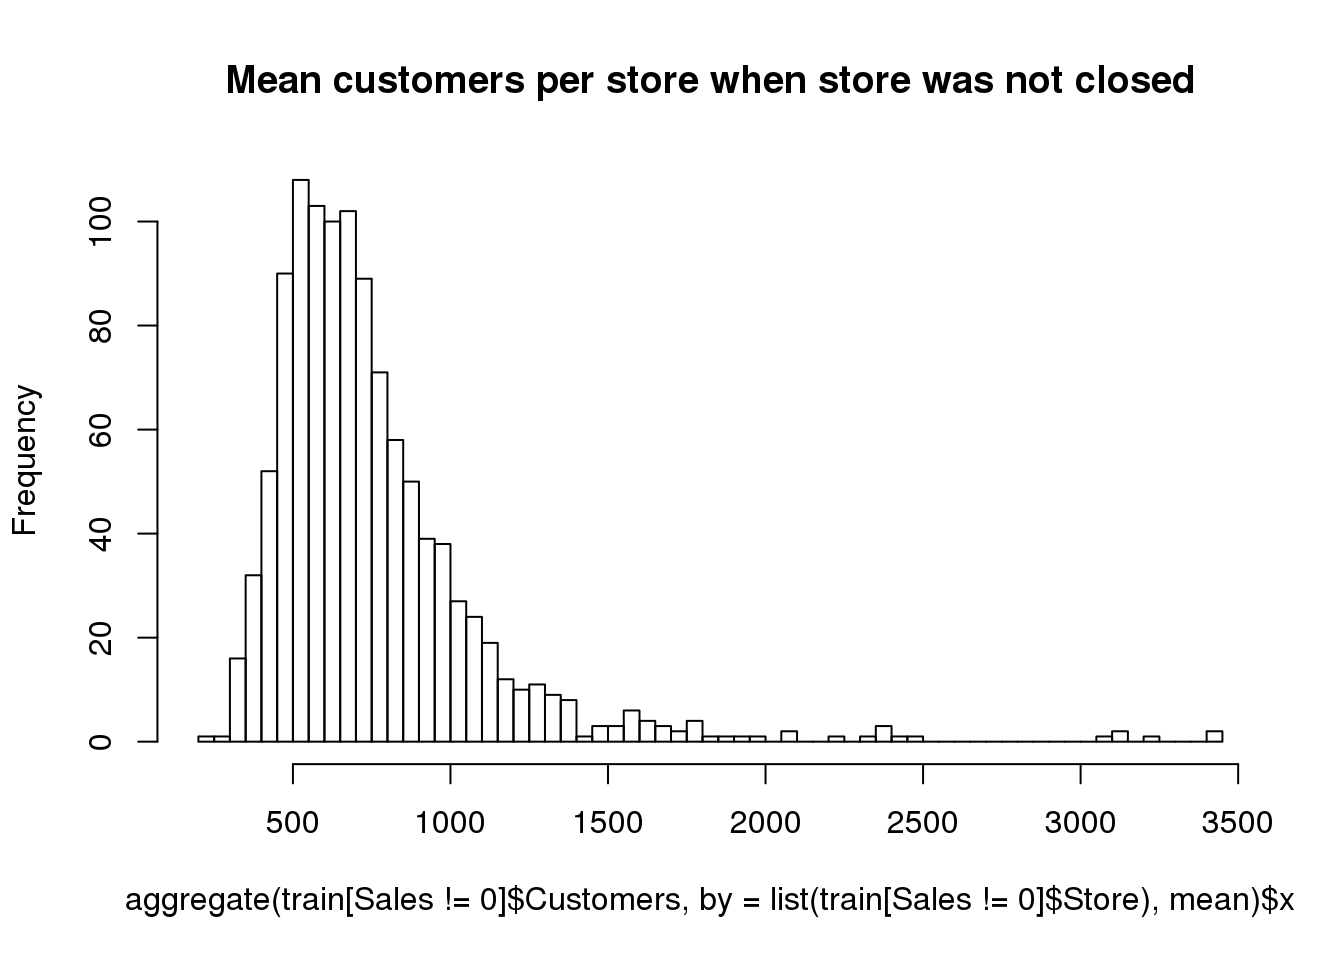 Mean customers per store when store was not closed
Frequency
100
80
60
40
20
0
500 1000 1500 2000 2500 3000 3500
aggregate(train[Sales != 0]$Customers, by = list(train[Sales != 0]$Store), mean)$x